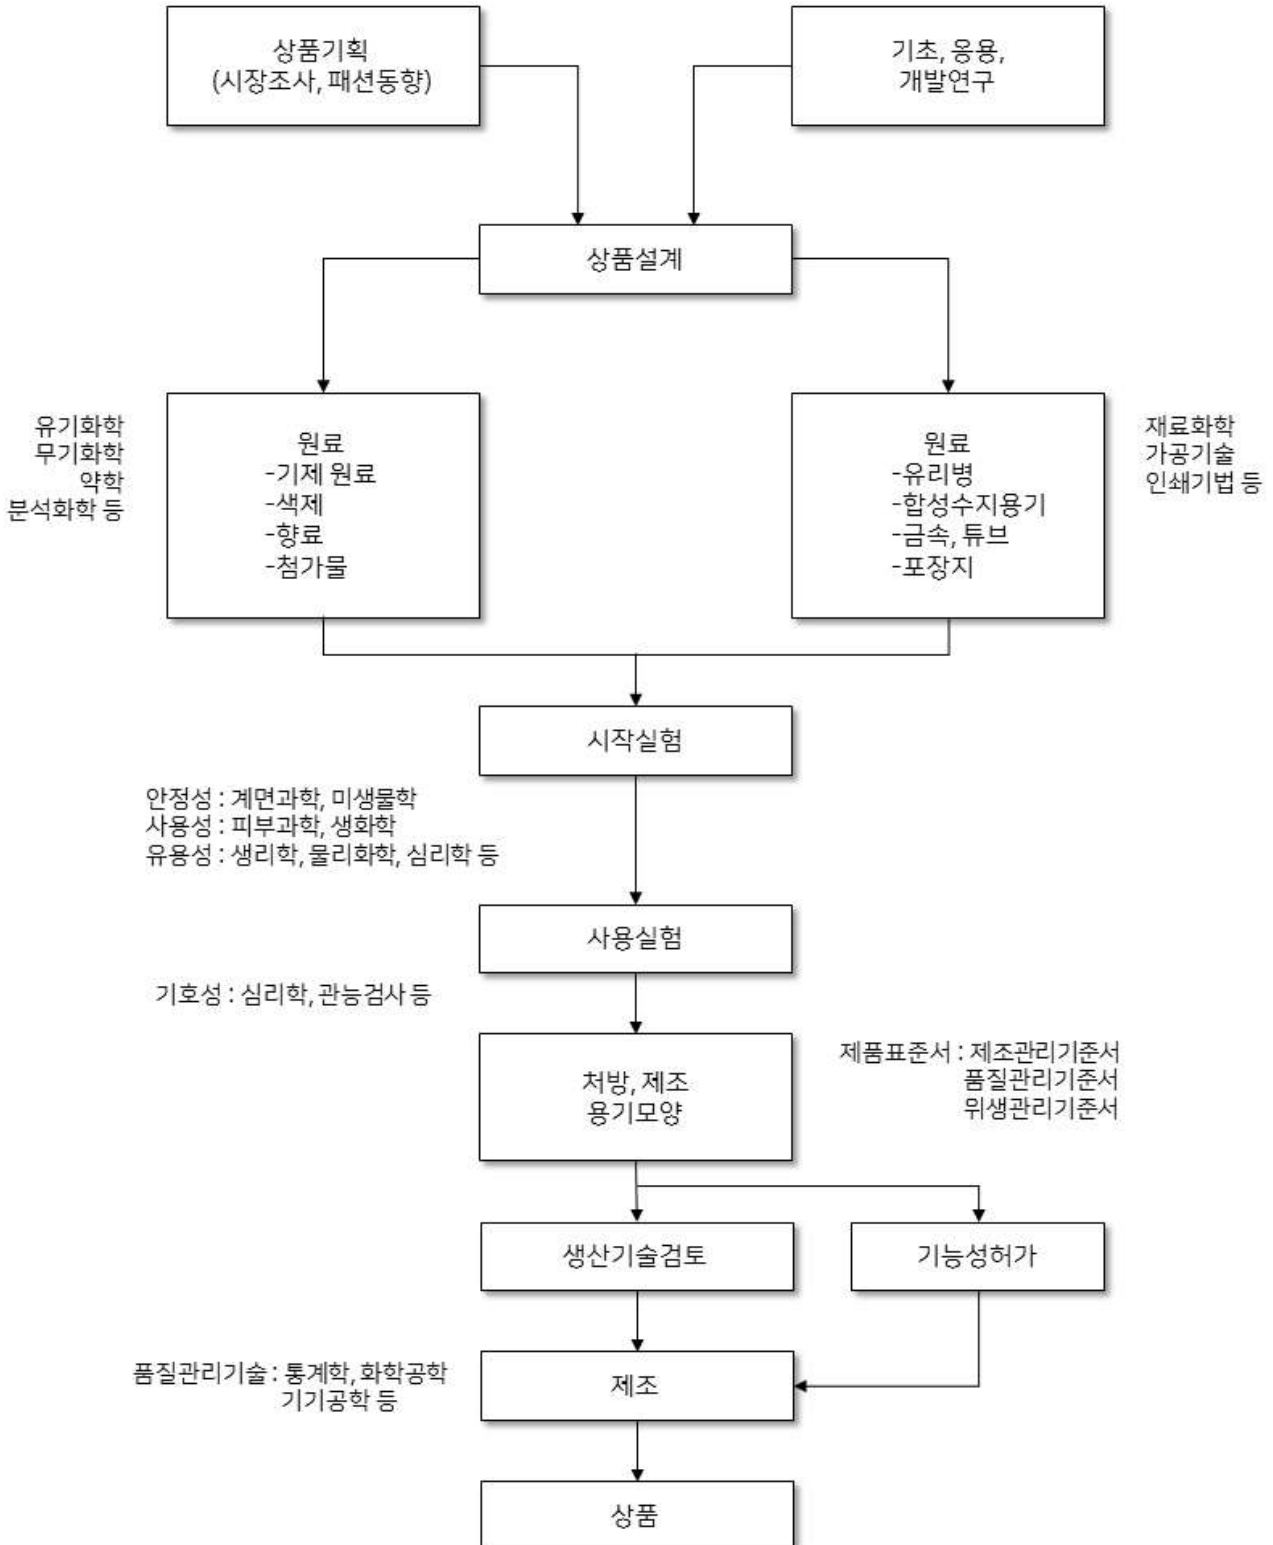 상품기획
(시장조사, 패션동향)
기초, 응용,
개발연구
상품설계
유기화학
무기화학
약학
분석화학 등
원료
-기제 원료
-색제
-향료
-첨가물
원료
-유리병
-합성수지용기
-금속, 튜브
-포장지
재료화학
가공기술
인쇄기법 등
시작실험
안정성 : 계면과학, 미생물학
사용성 : 피부과학, 생화학
유용성 : 생리학, 물리화학, 심리학 등
사용실험
기호성 : 심리학, 관능검사 등
처방, 제조
용기모양
제품표준서 : 제조관리기준서
품질관리기준서
위생관리기준서
생산기술검토
기능성허가
품질관리기술 : 통계학, 화학공학
기기공학 등
제조
상품